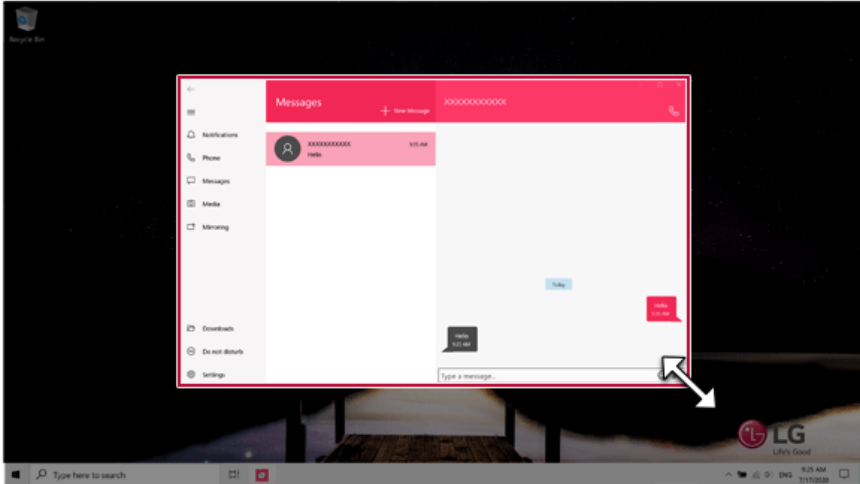 Recycle Bin
Messages
New Message
XXXXXXXXXXX
Notifications
Phone
Messages
Media
Mirroring
Downloads
Do not disturb
Settings
XXXXXXXXXXX
9:25 AM
Hello
Today
Hello
9:25 AM
Hello
9:25 AM
Type a message...
LG
Life's Good
Type here to search
ENG
9:25 AM
7/17/2020